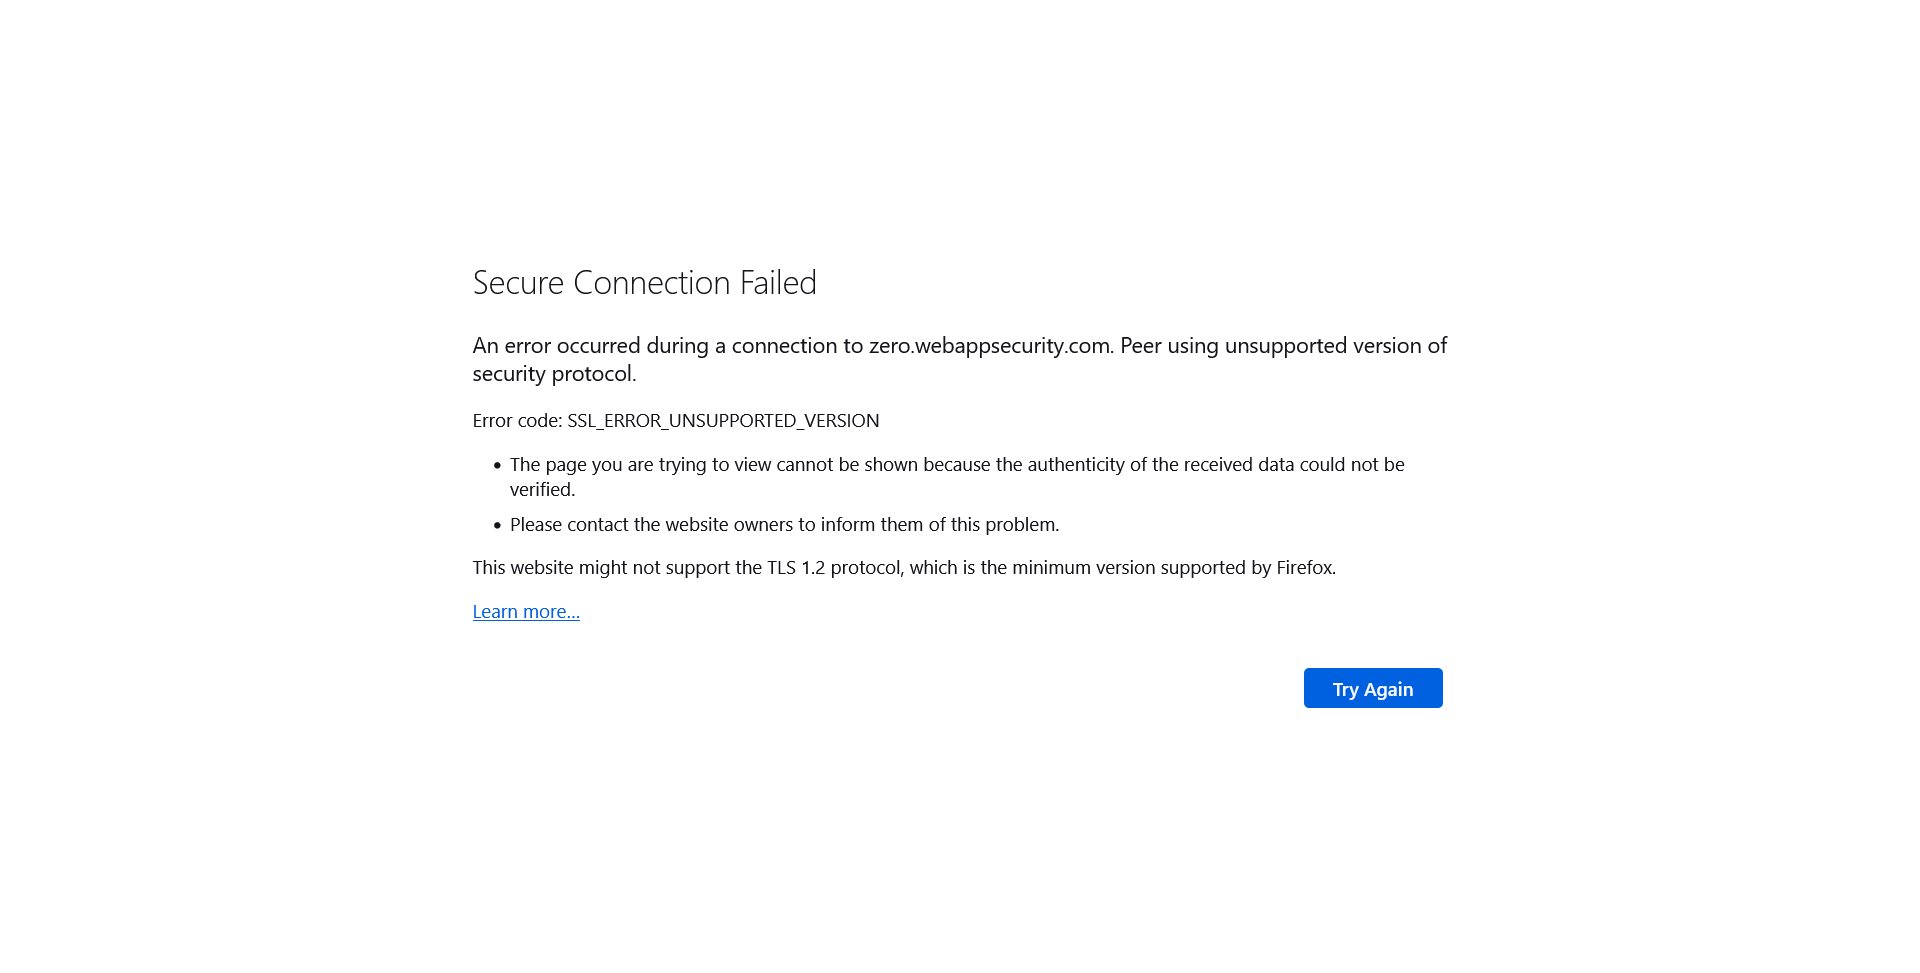 Secure Connection Failed
An error occurred during a connection to zero.webappsecurity.com. Peer using unsupported version of
security protocol.
Error code: SSL_ERROR_UNSUPPORTED_VERSION
• The page you are trying to view cannot be shown because the authenticity of the received data could not be
verified.
• Please contact the website owners to inform them of this problem.
This website might not support the TLS 1.2 protocol, which is the minimum version supported by Firefox.
Learn more…
Try Again